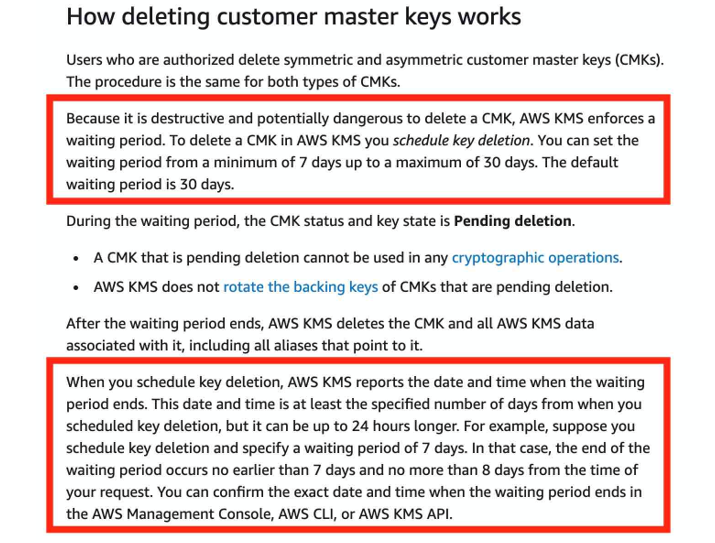 How deleting customer master keys works
Users who are authorized delete symmetric and asymmetric customer master keys (CMKs).
The procedure is the same for both types of CMKs.
Because it is destructive and potentially dangerous to delete a CMK, AWS KMS enforces a
waiting period. To delete a CMK in AWS KMS you schedule key deletion. You can set the
waiting period from a minimum of 7 days up to a maximum of 30 days. The default
waiting period is 30 days.
During the waiting period, the CMK status and key state is Pending deletion.
• A CMK that is pending deletion cannot be used in any cryptographic operations.
• AWS KMS does not rotate the backing keys of CMKs that are pending deletion.
After the waiting period ends, AWS KMS deletes the CMK and all AWS KMS data
associated with it, including all aliases that point to it.
When you schedule key deletion, AWS KMS reports the date and time when the waiting
period ends. This date and time is at least the specified number of days from when you
scheduled key deletion, but it can be up to 24 hours longer. For example, suppose you
schedule key deletion and specify a waiting period of 7 days. In that case, the end of the
waiting period occurs no earlier than 7 days and no more than 8 days from the time of
your request. You can confirm the exact date and time when the waiting period ends in
the AWS Management Console, AWS CLI, or AWS KMS API.